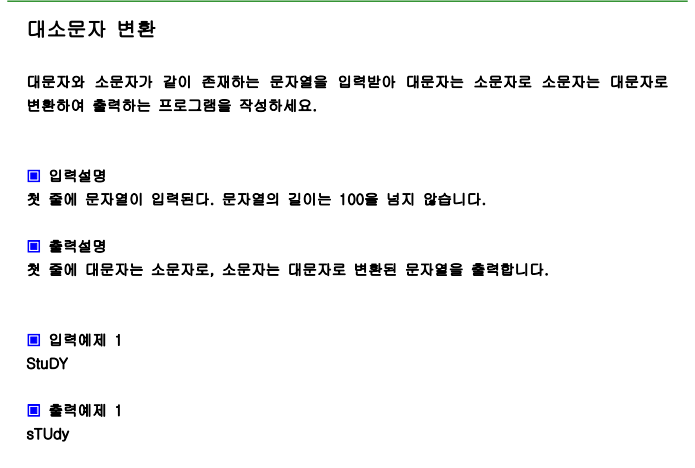 대소문자 변환
대문자와 소문자가 같이 존재하는 문자열을 입력받아 대문자는 소문자로 소문자는 대문자로
변환하여 출력하는 프로그램을 작성하세요.
▣ 입력설명
첫 줄에 문자열이 입력된다. 문자열의 길이는 100을 넘지 않습니다.
▣ 출력설명
첫 줄에 대문자는 소문자로, 소문자는 대문자로 변환된 문자열을 출력합니다.
▣ 입력예제 1
StuDY
▣ 출력예제 1
sTUdy